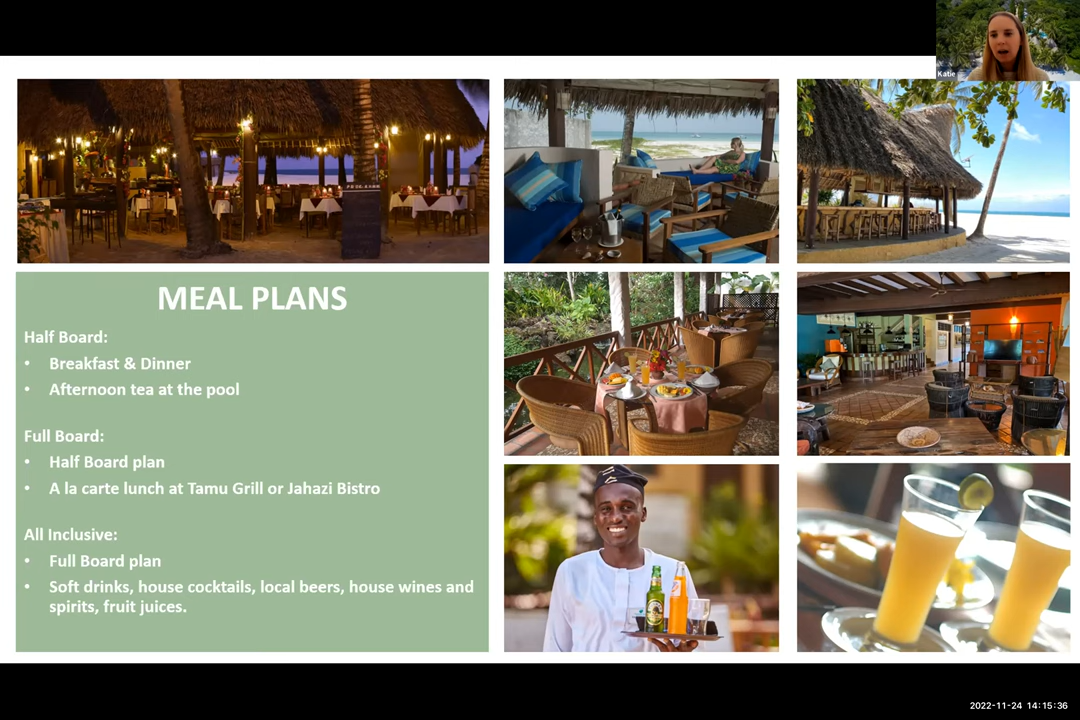 Katie
MEAL PLANS
Half Board:
• Breakfast & Dinner
• Afternoon tea at the pool
Full Board:
• Half Board plan
• A la carte lunch at Tamu Grill or Jahazi Bistro
All Inclusive:
• Full Board plan
• Soft drinks, house cocktails, local beers, house wines and
spirits, fruit juices.
2022-11-24 14:15:36